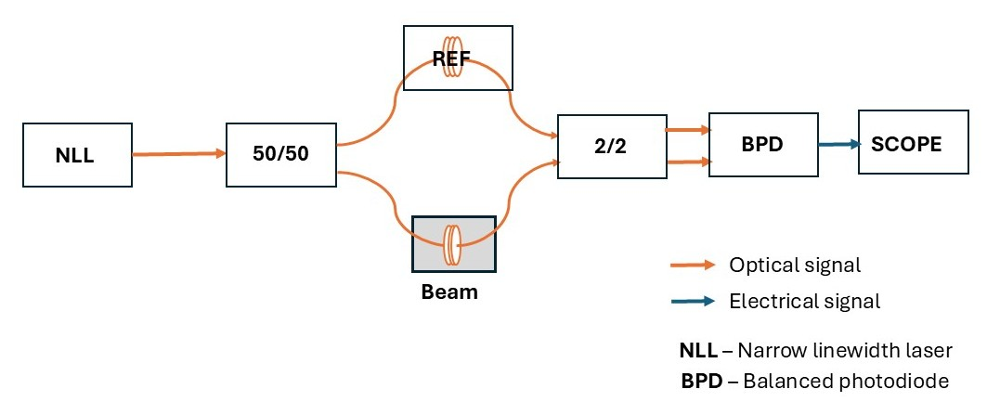 REF
NLL
50/50
2/2
BPD
SCOPE
Beam
Optical signal
Electrical signal
NLL – Narrow linewidth laser
BPD – Balanced photodiode